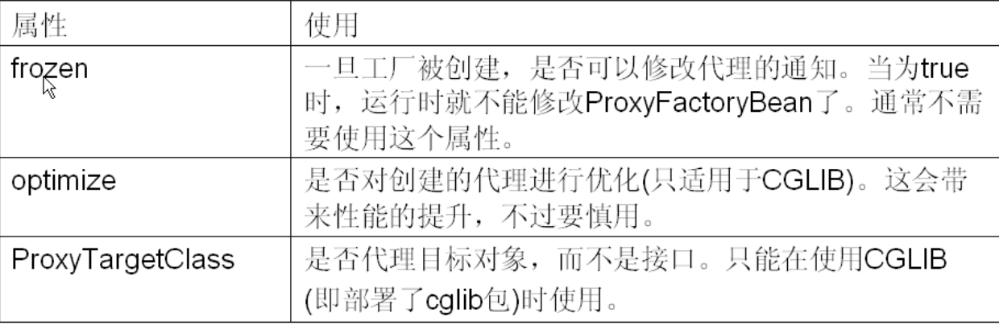 属性 使用
frozen 一旦工厂被创建，是否可以修改代理的通知。当为true
时，运行时就不能修改ProxyFactoryBean了。通常不需
要使用这个属性。
optimize 是否对创建的代理进行优化(只适用于CGLIB)。这会带
来性能的提升，不过要慎用。
ProxyTargetClass 是否代理目标对象，而不是接口。只能在使用CGLIB
(即部署了cglib包)时使用。